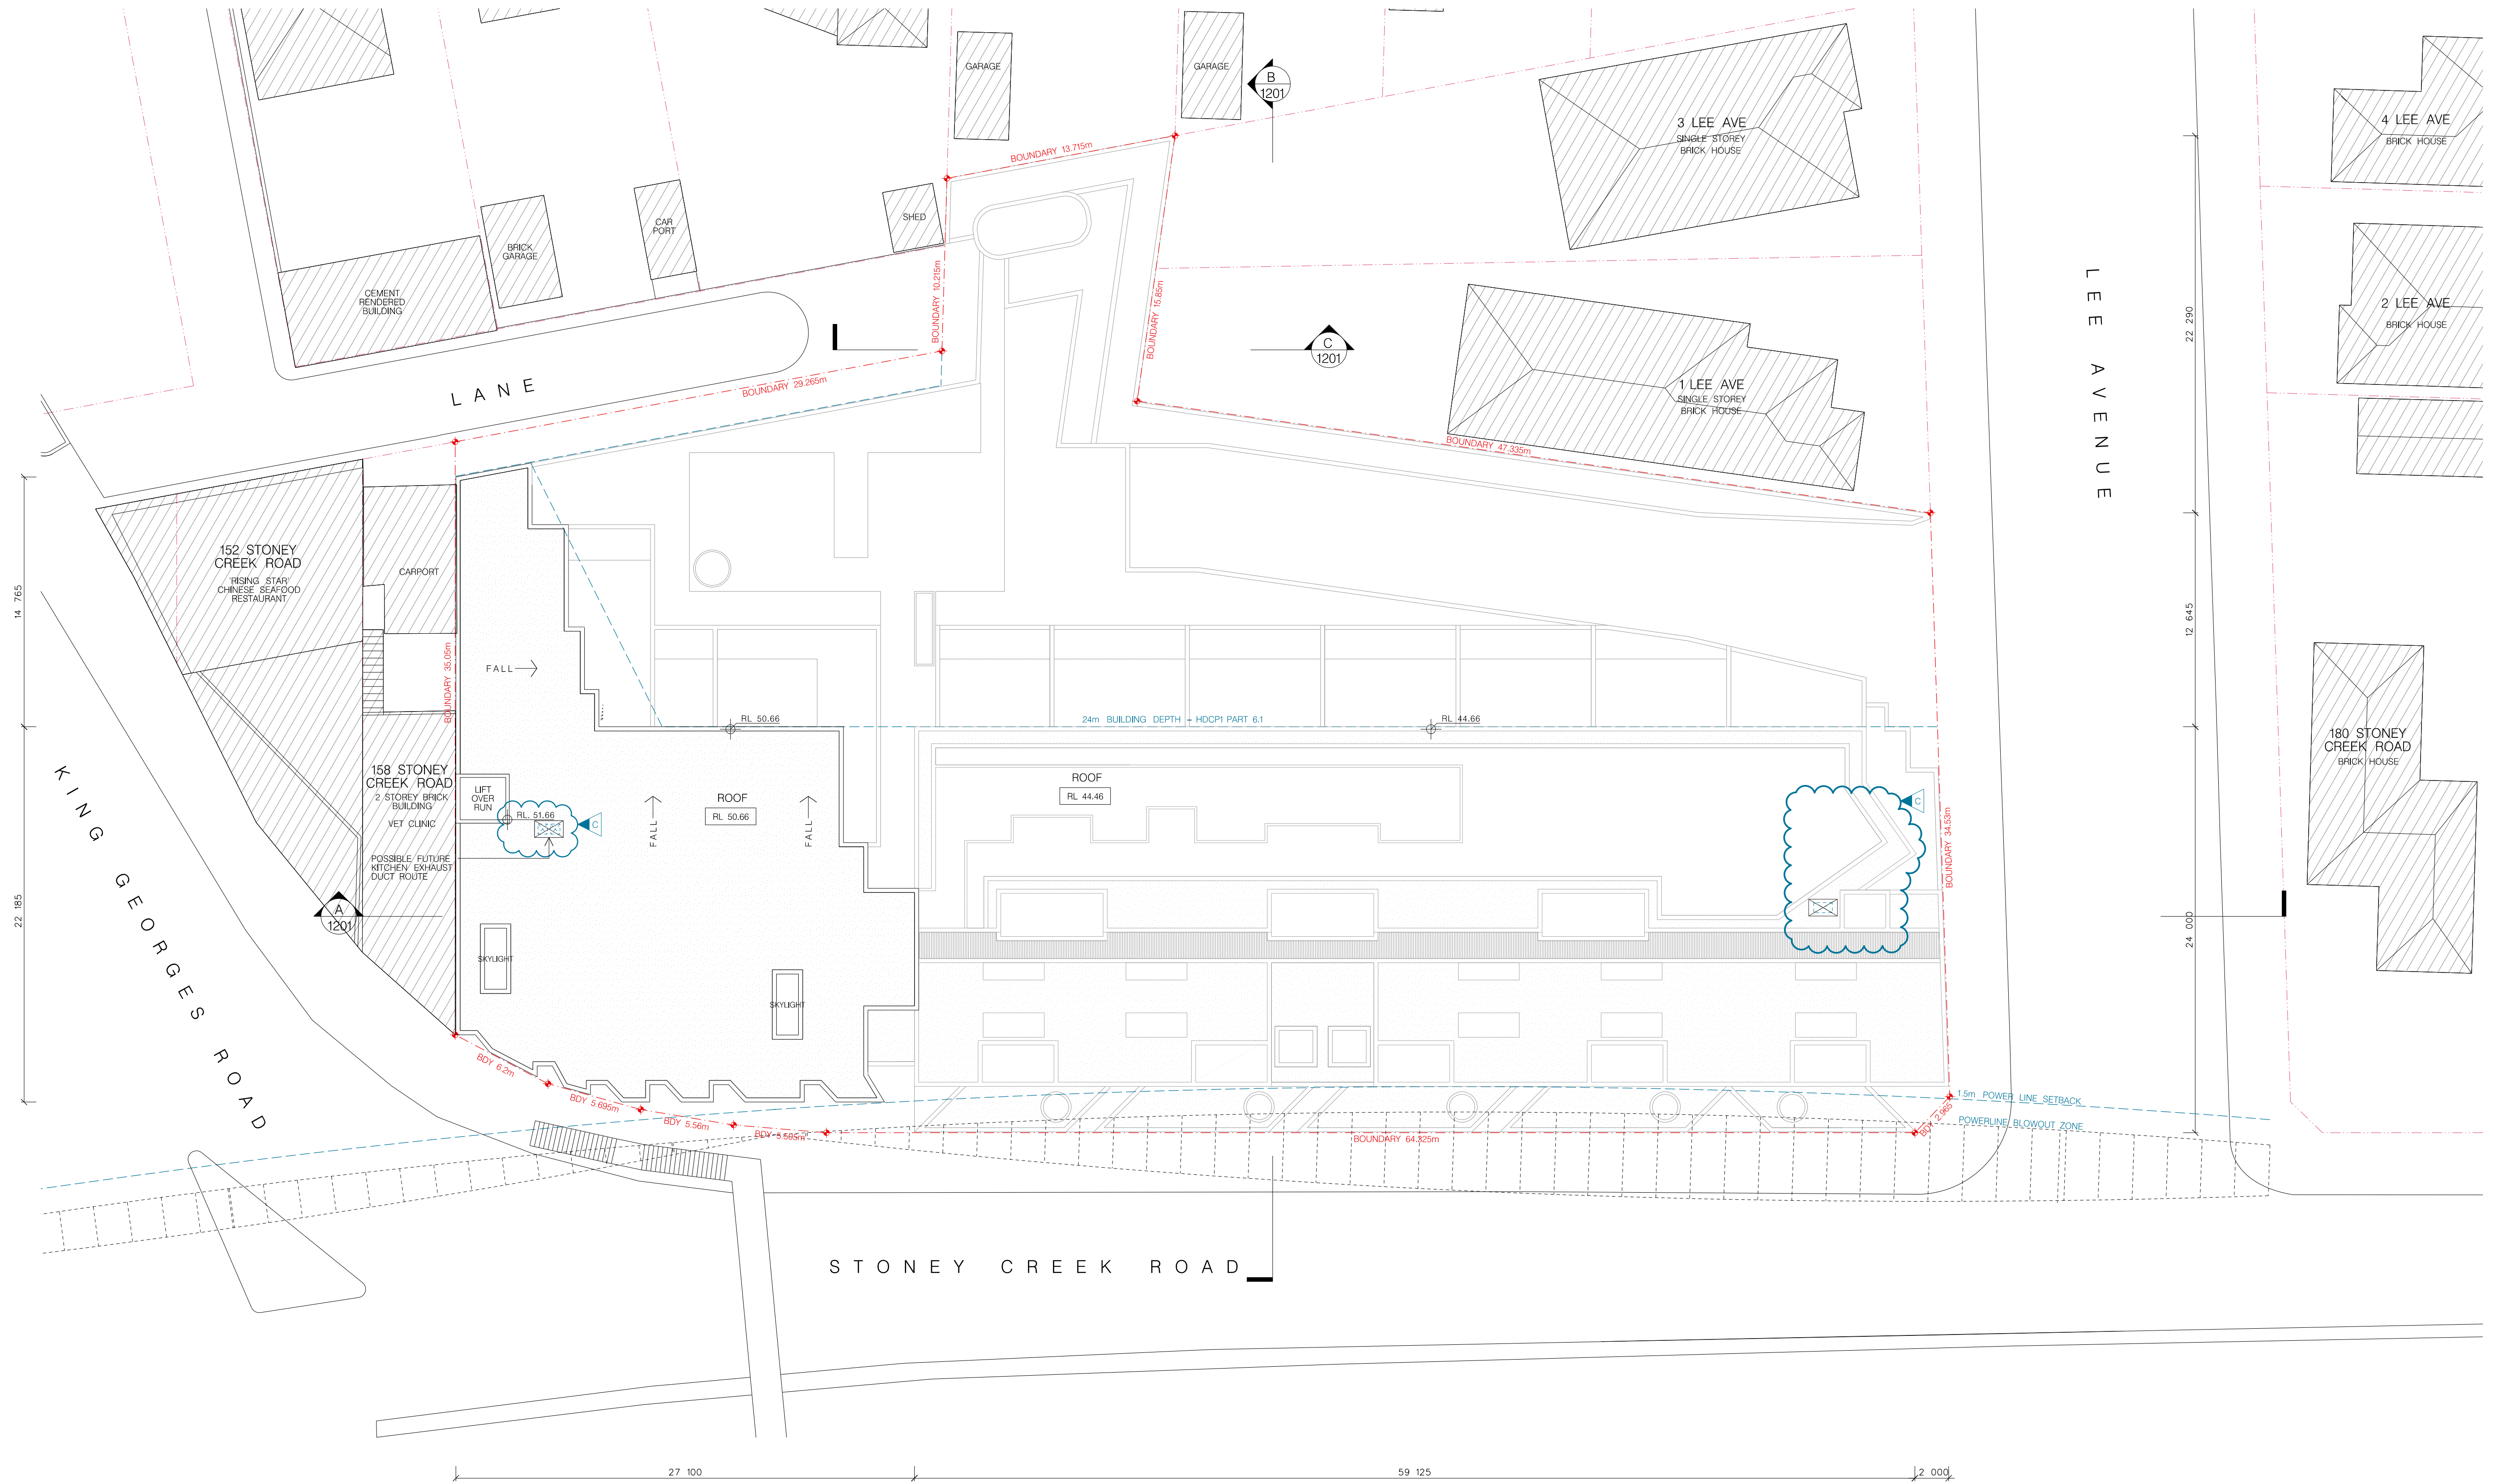 GARAGE
GARAGE
B
1201
3 LEE AVE
SINGLE STOREY
BRICK HOUSE
4 LEE AVE
BRICK HOUSE
BOUNDARY 13.715m
SHED
CAR
PORT
BRICK
GARAGE
CEMENT
RENDERED
BUILDING
BOUNDARY 10.215m
BOUNDARY 15.85m
C
1201
LEE AVENUE
22 290
2 LEE AVE
BRICK HOUSE
LANE
BOUNDARY 29.265m
1 LEE AVE
SINGLE STOREY
BRICK HOUSE
BOUNDARY 47.335m
14 765
152 STONEY
CREEK ROAD
'RISING STAR'
CHINESE SEAFOOD
RESTAURANT
CARPORT
12 645
BOUNDARY 35.05m
FALL
RL 50.66
24m BUILDING DEPTH - HDCP1 PART 6.1
RL 44.66
180 STONEY
CREEK ROAD
BRICK HOUSE
158 STONEY
CREEK ROAD
2 STOREY BRICK
BUILDING
VET CLINIC
LIFT
OVER
RUN
RL. 51.66
C
FALL
ROOF
RL 50.66
FALL
ROOF
RL 44.46
C
BOUNDARY 34.53m
POSSIBLE FUTURE
KITCHEN EXHAUST
DUCT ROUTE
KING GEORGES ROAD
22 185
A
1201
24 000
SKYLIGHT
SKYLIGHT
BDY 6.2m
BDY 5.695m
BDY 5.56m
BDY 5.585m
BOUNDARY 64.325m
BDY 2.965
1.5m POWER LINE SETBACK
POWERLINE BLOWOUT ZONE
STONEY CREEK ROAD
27 100
59 125
2 000